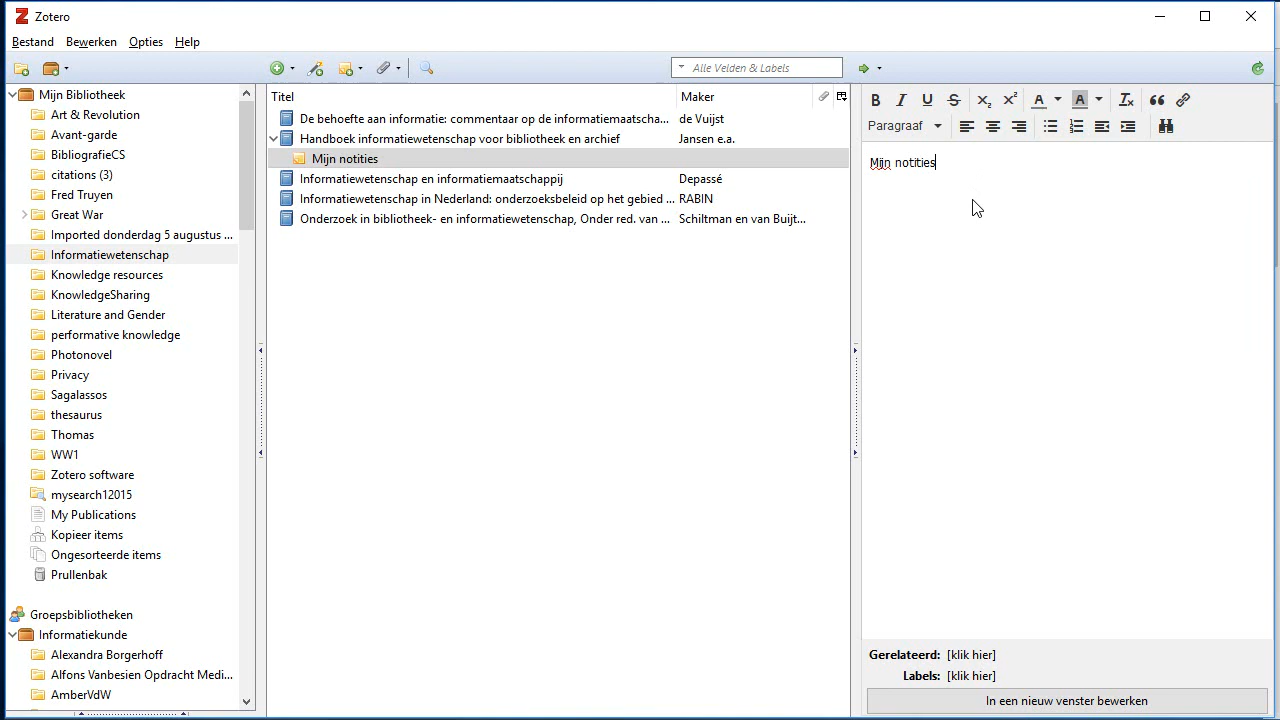 Zotero
Bestand Bewerken Opties Help
Alle Velden & Labels
Mijn Bibliotheek
Art & Revolution
Avant-garde
BibliografieCS
citations (3)
Fred Truyen
Great War
Imported donderdag 5 augustus ...
Informatiewetenschap
Knowledge resources
KnowledgeSharing
Literature and Gender
performative knowledge
Photonovel
Privacy
Sagalassos
thesaurus
Thomas
WW1
Zotero software
mysearch12015
My Publications
Kopieer items
Ongesorteerde items
Prullenbak
Groepsbibliotheken
Informatiekunde
Alexandra Borgerhoff
Alfons Vanbesien Opdracht Medi...
AmberVdW
Titel Maker
De behoefte aan informatie: commentaar op de informatiemaatscha... de Vuijst
Handboek informatiewetenschap voor bibliotheek en archief Jansen e.a.
Mijn notities
Informatiewetenschap en informatiemaatschappij Depassé
Informatiewetenschap in Nederland: onderzoeksbeleid op het gebied ... RABIN
Onderzoek in bibliotheek- en informatiewetenschap, Onder red. van ... Schiltman en van Buijt...
Paragraaf
Mijn notities
Gerelateerd: [klik hier]
Labels: [klik hier]
In een nieuw venster bewerken